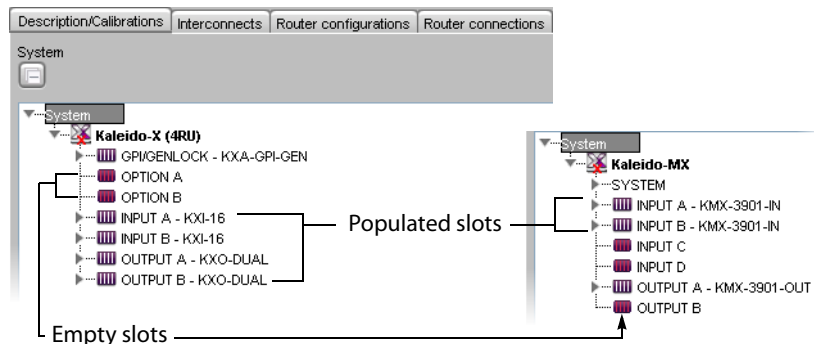 Description/Calibrations Interconnects Router configurations Router connections
System
System
Kaleido-X (4RU)
GPI/GENLOCK - KXA-GPI-GEN
OPTION A
OPTION B
INPUT A - KXI-16
INPUT B - KXI-16
OUTPUT A - KXO-DUAL
OUTPUT B - KXO-DUAL
Populated slots
System
Kaleido-MX
SYSTEM
INPUT A - KMX-3901-IN
INPUT B - KMX-3901-IN
INPUT C
INPUT D
OUTPUT A - KMX-3901-OUT
OUTPUT B
Empty slots